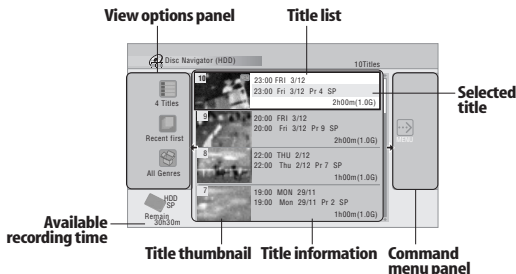 View options panel
Title list
Disc Navigator (HDD)
10Titles
10
23:00 FRI 3/12
23:00 Fri 3/12 Pr 4 SP
2h00m(1.0G)
Selected
title
4 Titles
9
20:00 FRI 3/12
20:00 Fri 3/12 Pr 9 SP
2h00m(1.0G)
Recent first
MENU
8
22:00 THU 2/12
22:00 Thu 2/12 Pr 7 SP
1h00m(1.0G)
All Genres
7
19:00 MON 29/11
19:00 Mon 29/11 Pr 2 SP
1h00m(1.0G)
HDD
SP
Remain
30h30m
Available
recording time
Title thumbnail
Title information
Command
menu panel